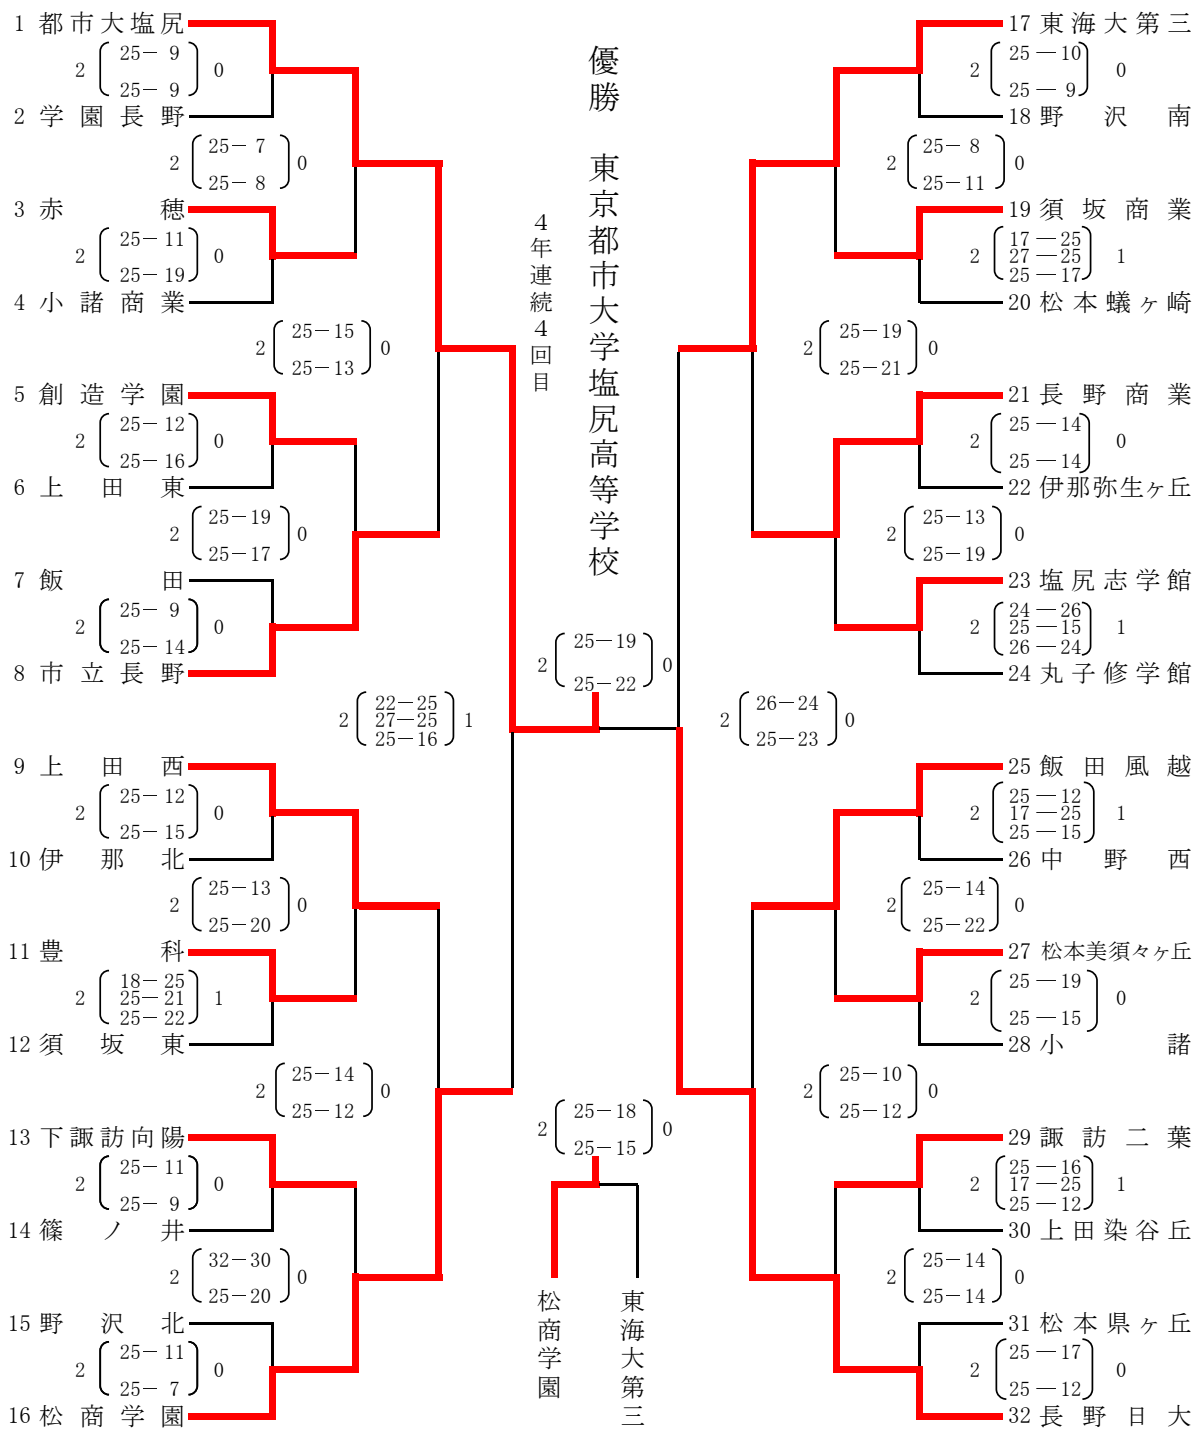 1 都市大塩尻
2 25－ 9 0
25－ 9
2 学園長野
2 25－ 7 0
25－ 8
3 赤穂
2 25－11 0
25－19
4 小諸商業
2 25－15 0
25－13
5 創造学園
2 25－12 0
25－16
6 上田東
2 25－19 0
25－17
7 飯田
2 25－ 9 0
25－14
8 市立長野
22－25
2 27－25 1
25－16
9 上田西
2 25－12 0
25－15
10 伊那北
2 25－13 0
25－20
11 豊科
18－25
2 25－21 1
25－22
12 須坂東
2 25－14 0
25－12
13 下諏訪向陽
2 25－11 0
25－ 9
14 篠ノ井
2 32－30 0
25－20
15 野沢北
2 25－11 0
25－ 7
16 松商学園
優勝 東京都市大学塩尻高等学校
4年連続4回目
2 25－19 0
25－22
2 25－18 0
25－15
松商学園
東海大第三
17 東海大第三
2 25－10 0
25－ 9
18 野沢南
2 25－ 8 0
25－11
19 須坂商業
17－25
2 27－25 1
25－17
20 松本蟻ヶ崎
2 25－19 0
25－21
21 長野商業
2 25－14 0
25－14
22 伊那弥生ヶ丘
2 25－13 0
25－19
23 塩尻志学館
24－26
2 25－15 1
26－24
24 丸子修学館
2 26－24 0
25－23
25 飯田風越
25－12
2 17－25 1
25－15
26 中野西
2 25－14 0
25－22
27 松本美須々ヶ丘
2 25－19 0
25－15
28 小諸
2 25－10 0
25－12
29 諏訪二葉
25－16
2 17－25 1
25－12
30 上田染谷丘
2 25－14 0
25－14
31 松本県ヶ丘
2 25－17 0
25－12
32 長野日大